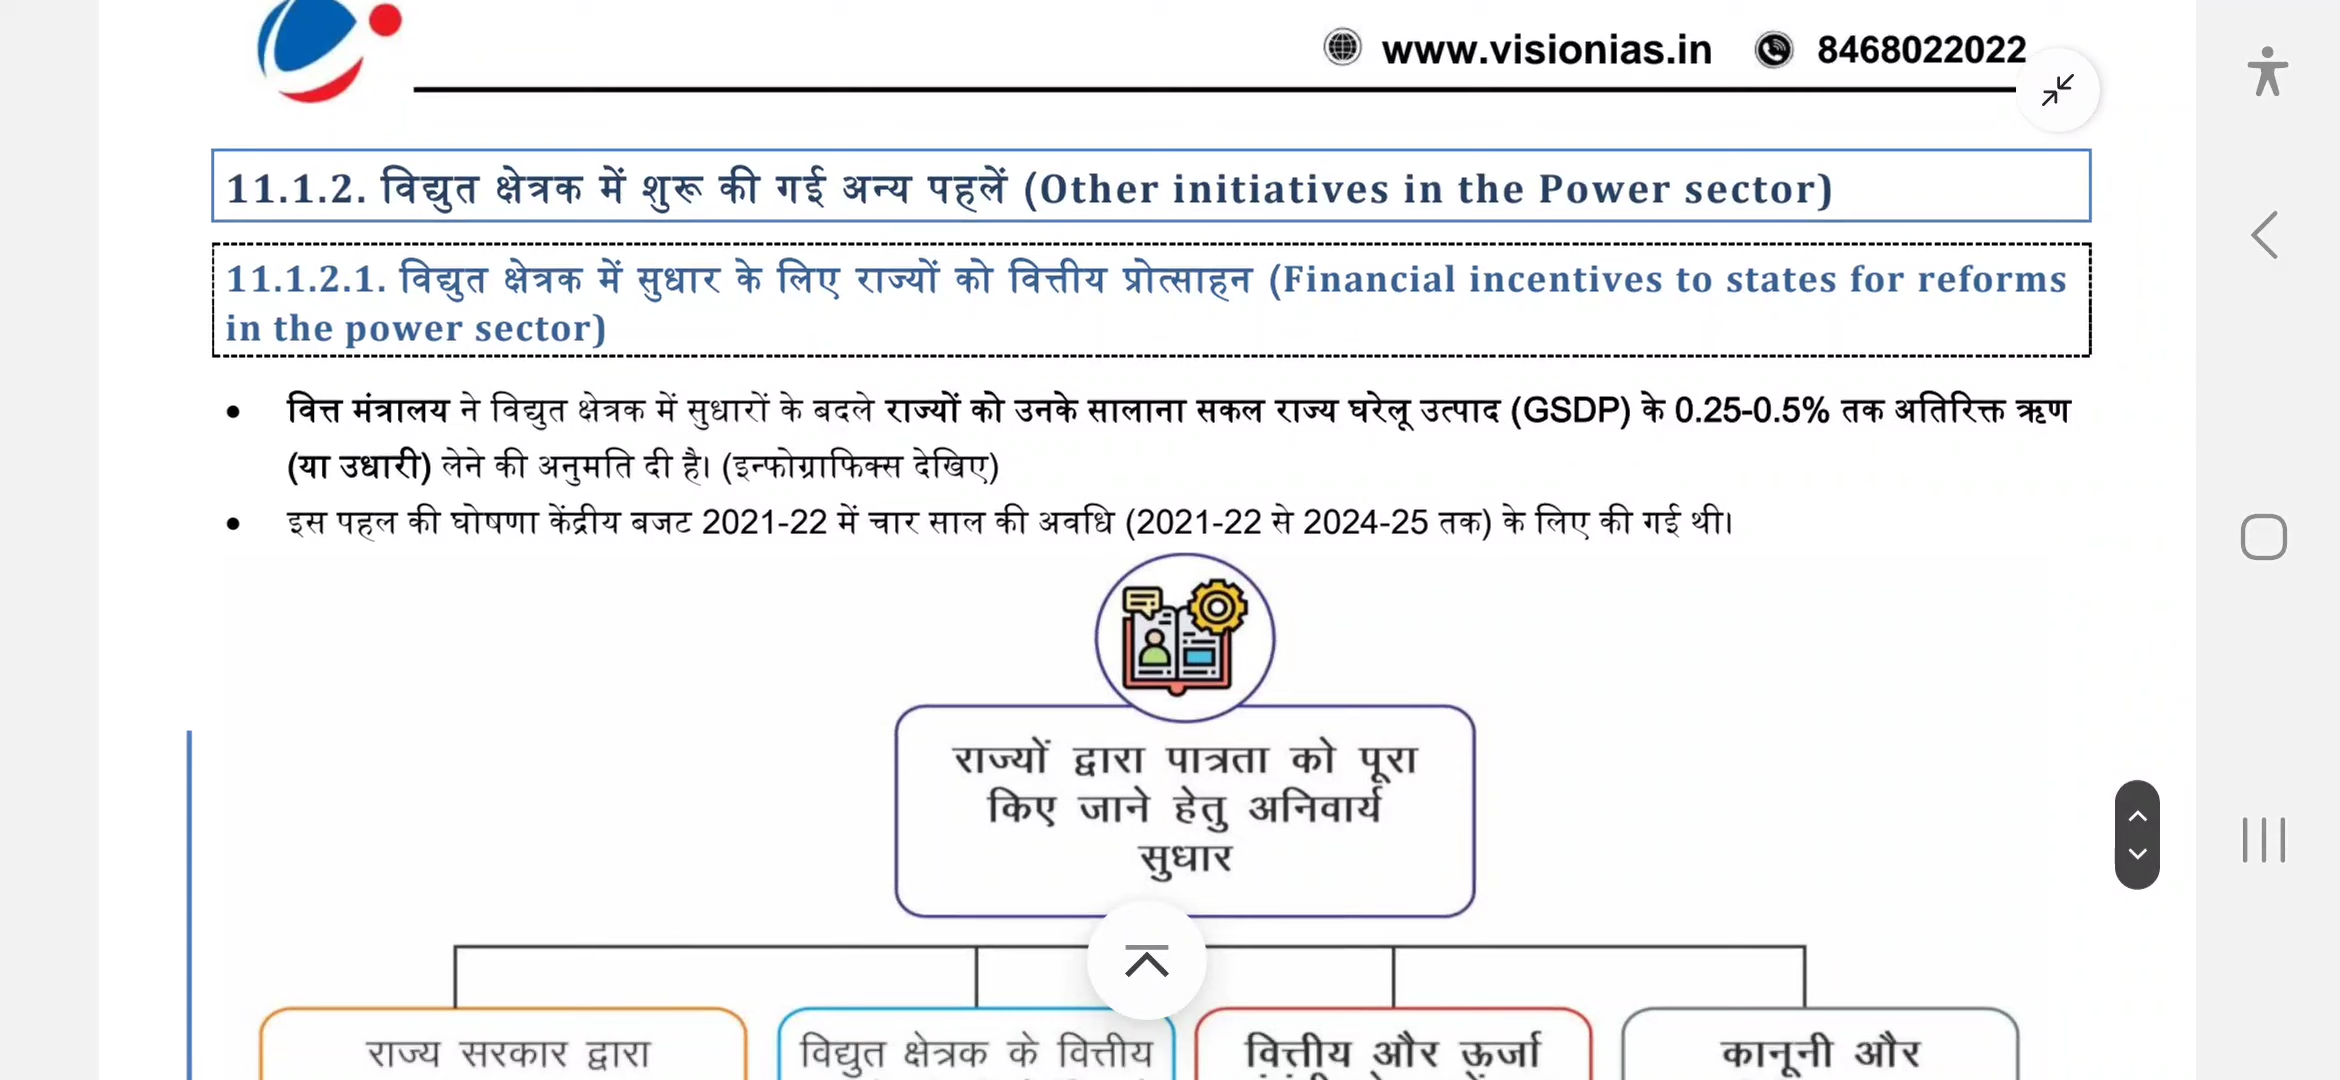 www.visionias.in 8468022022
11.1.2. विद्युत क्षेत्रक में शुरू की गई अन्य पहलें (Other initiatives in the Power sector)
11.1.2.1. विद्युत क्षेत्रक में सुधार के लिए राज्यों को वित्तीय प्रोत्साहन (Financial incentives to states for reforms
in the power sector)
• वित्त मंत्रालय ने विद्युत क्षेत्रक में सुधारों के बदले राज्यों को उनके सालाना सकल राज्य घरेलू उत्पाद (GSDP) के 0.25-0.5% तक अतिरिक्त ऋण
(या उधारी) लेने की अनुमति दी है। (इन्फोग्राफिक्स देखिए)
• इस पहल की घोषणा केंद्रीय बजट 2021-22 में चार साल की अवधि (2021-22 से 2024-25 तक) के लिए की गई थी।
राज्यों द्वारा पात्रता को पूरा
किए जाने हेतु अनिवार्य
सुधार
राज्य सरकार द्वारा
विद्युत क्षेत्रक के वित्तीय
वित्तीय और ऊर्जा
कानूनी और